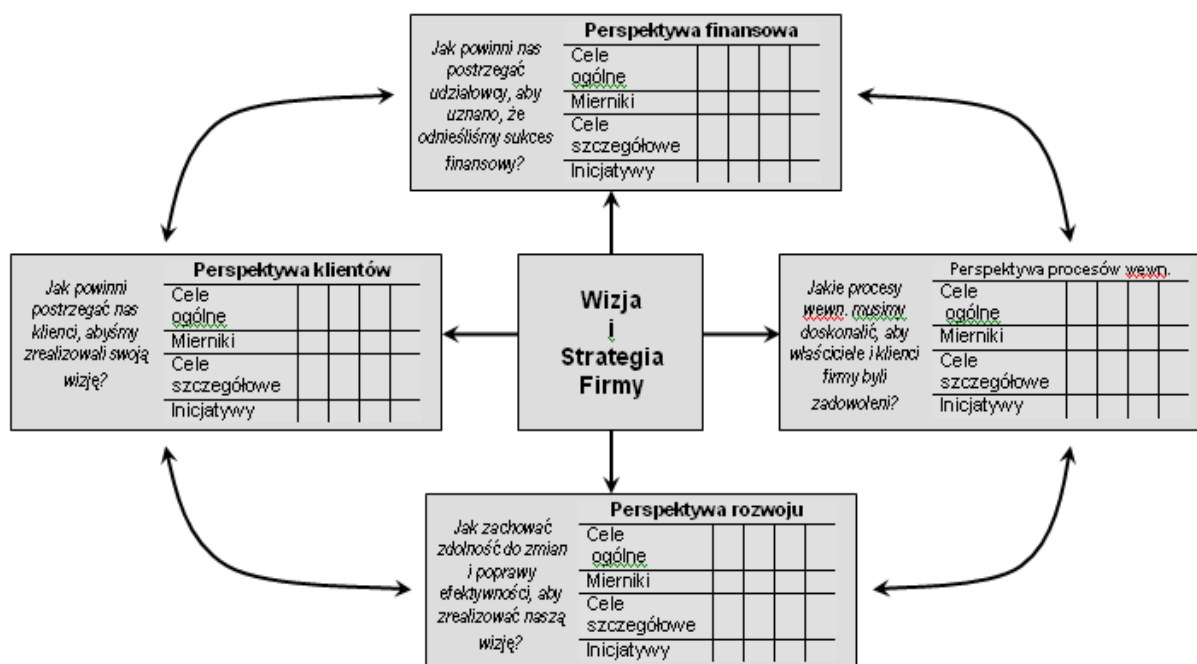 Perspektywa finansowa
Jak powinni nas
postrzegać
udziałowcy, aby
uznano, że
odnieśliśmy sukces
finansowy?
Cele
ogólne
Mierniki
Cele
szczegółowe
Inicjatywy
Perspektywa klientów
Jak powinni
postrzegać nas
klienci, abyśmy
zrealizowali swoją
wizję?
Cele
ogólne
Mierniki
Cele
szczegółowe
Inicjatywy
Wizja
i
Strategia
Firmy
Perspektywa procesów wewn.
Jakie procesy
wewn. musimy
doskonalić, aby
właściciele i klienci
firmy byli
zadowoleni?
Cele
ogólne
Mierniki
Cele
szczegółowe
Inicjatywy
Perspektywa rozwoju
Jak zachować
zdolność do zmian
i poprawy
efektywności, aby
zrealizować naszą
wizję?
Cele
ogólne
Mierniki
Cele
szczegółowe
Inicjatywy